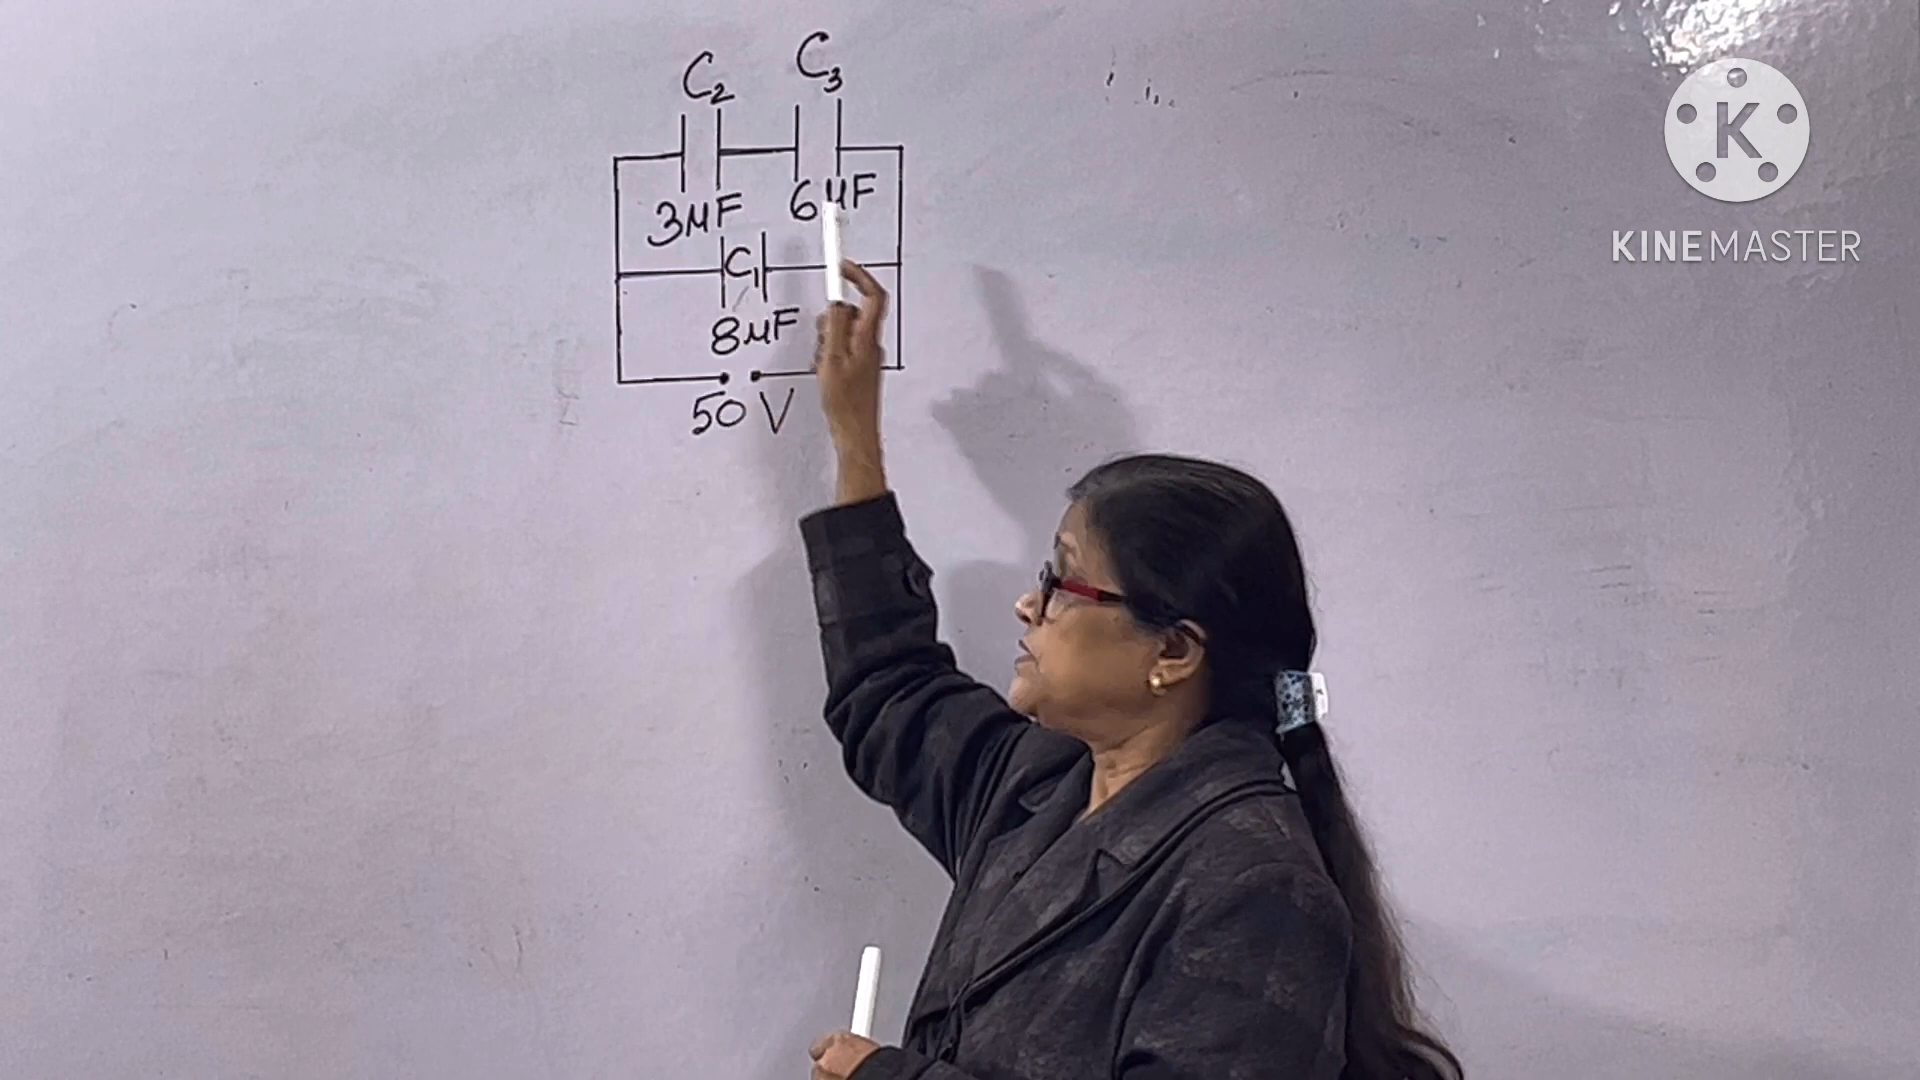 C₂ C₃
3μF 6μF
C₁
8μF
50 V
K
KINEMASTER